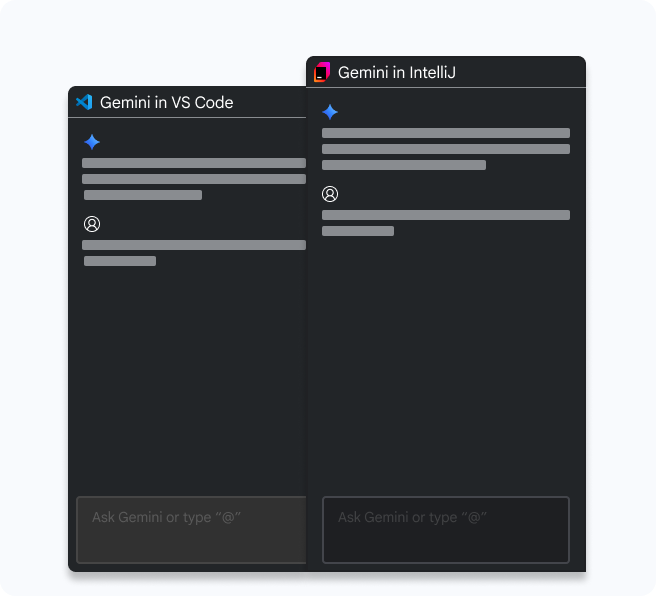 Gemini in IntelliJ
Gemini in VS Code
Ask Gemini or type “@”
Ask Gemini or type “@”